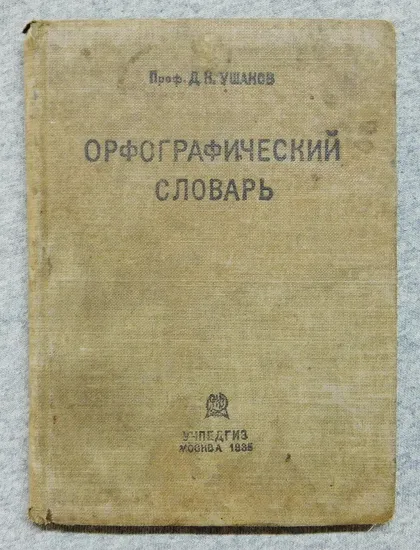 Проф. Д. Н. УШАКОВ
ОРФОГРАФИЧЕСКИЙ
СЛОВАРЬ
УЧПЕДГИЗ
МОСКВА 1935